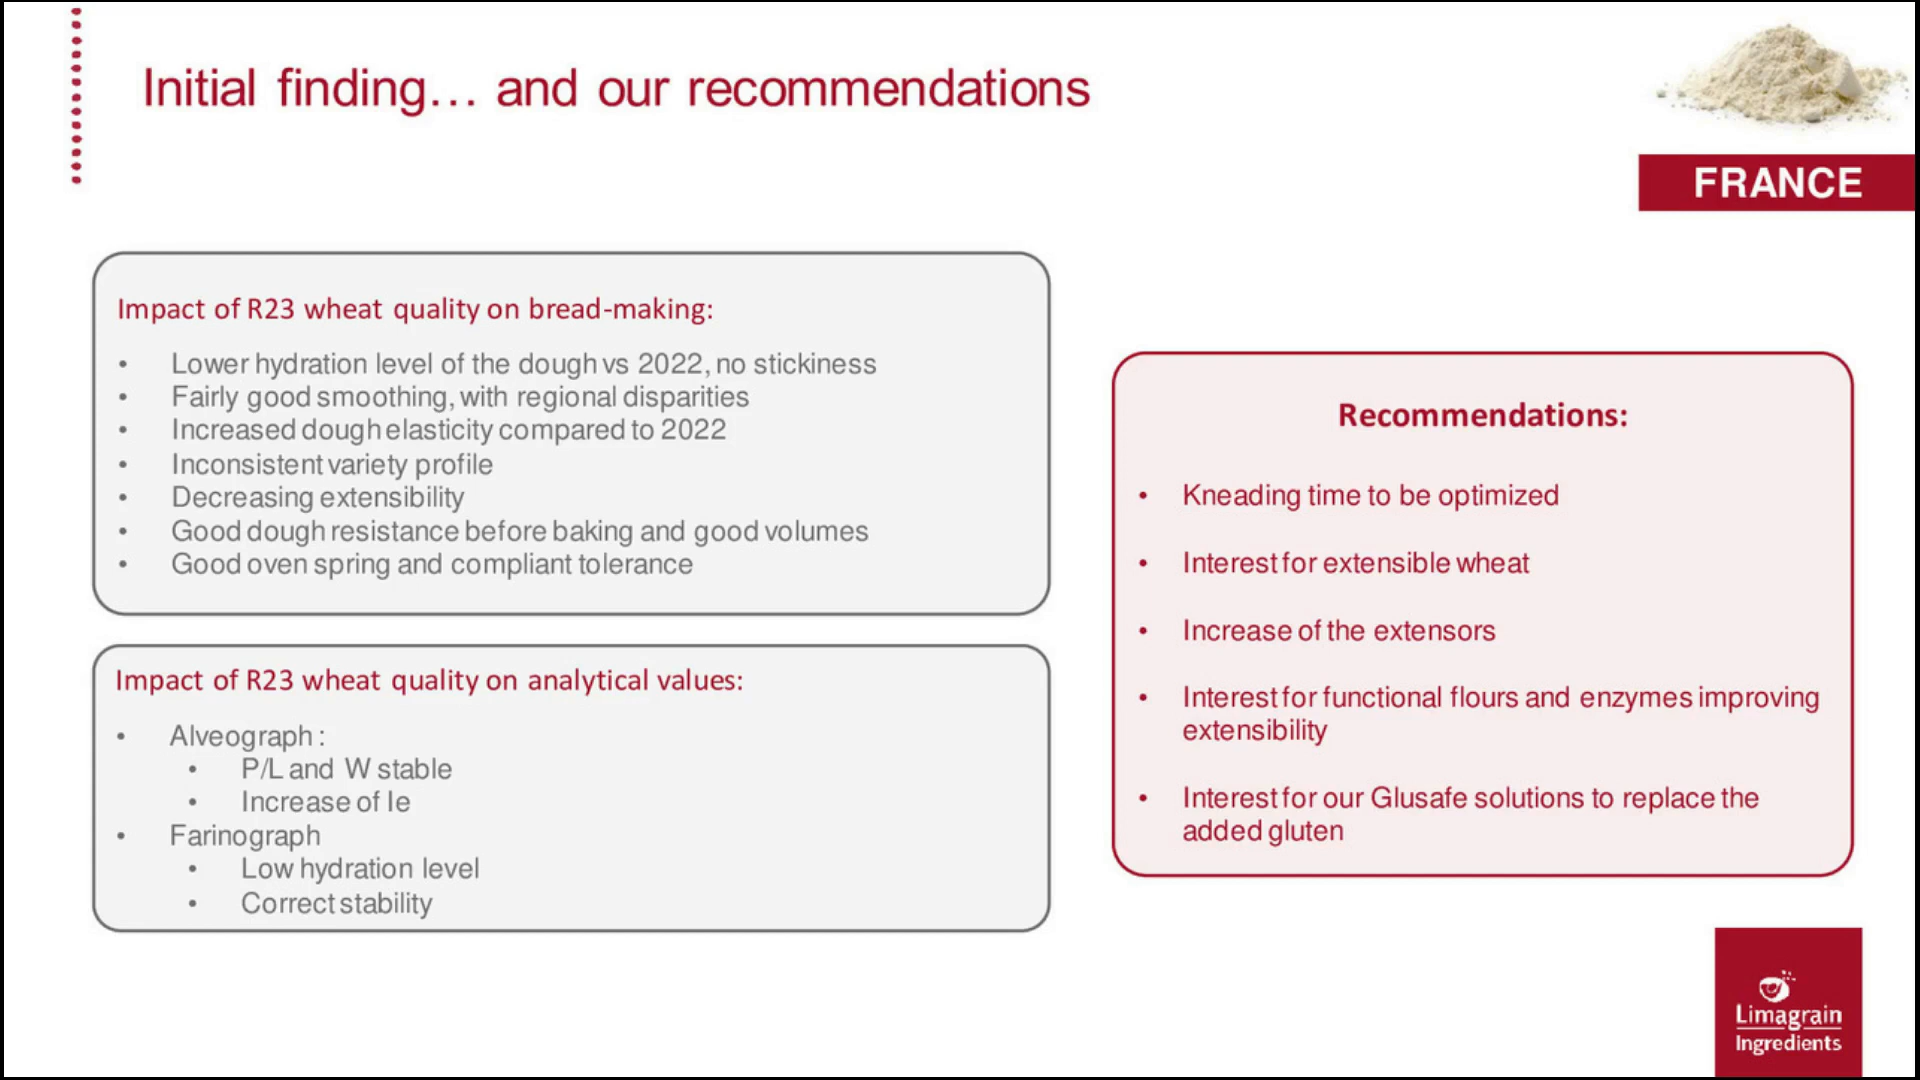 Initial finding... and our recommendations
FRANCE
Impact of R23 wheat quality on bread-making:
• Lower hydration level of the dough vs 2022, no stickiness
• Fairly good smoothing, with regional disparities
• Increased dough elasticity compared to 2022
• Inconsistent variety profile
• Decreasing extensibility
• Good dough resistance before baking and good volumes
• Good oven spring and compliant tolerance
Impact of R23 wheat quality on analytical values:
• Alveograph :
• P/L and W stable
• Increase of Ie
• Farinograph
• Low hydration level
• Correct stability
Recommendations:
• Kneading time to be optimized
• Interest for extensible wheat
• Increase of the extensors
• Interest for functional flours and enzymes improving
extensibility
• Interest for our Glusafe solutions to replace the
added gluten
Limagrain
Ingredients